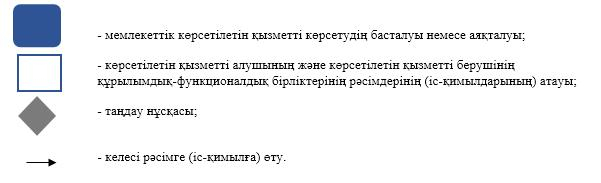 - мемлекеттік көрсетілетін қызметті көрсетудің басталуы немесе аяқталуы;
- көрсетілетін қызметті алушының және көрсетілетін қызметті берушінің
құрылымдық-функционалдық бірліктерінің рәсімдерінің (іс-қимылдарының) атауы;
- таңдау нұсқасы;
- келесі рәсімге (іс-қимылға) өту.